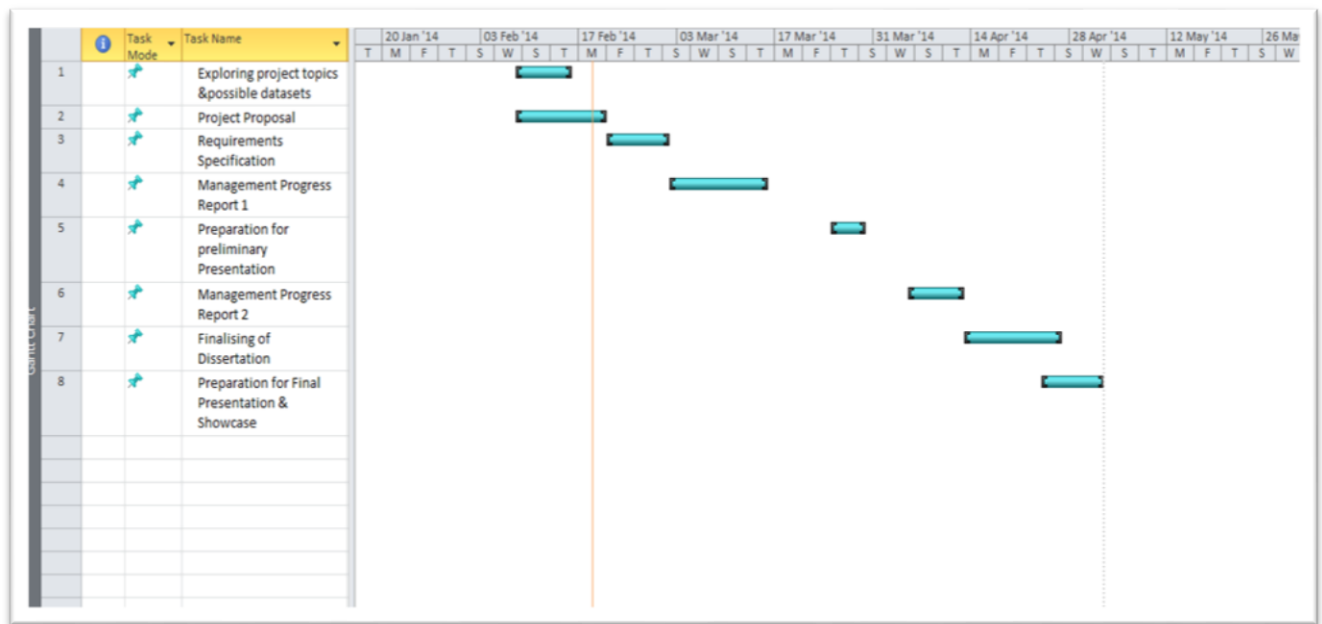 Task Mode Task Name
20 Jan '14 03 Feb '14 17 Feb '14 03 Mar '14 17 Mar '14 31 Mar '14 14 Apr '14 28 Apr '14 12 May '14 26 Ma
T M F T S W S T M F T S W S T M F T S W S T M F T S W S T M F T S W
1 Exploring project topics
&possible datasets
2 Project Proposal
3 Requirements
Specification
4 Management Progress
Report 1
5 Preparation for
preliminary
Presentation
6 Management Progress
Report 2
7 Finalising of
Dissertation
8 Preparation for Final
Presentation &
Showcase
Gantt Chart